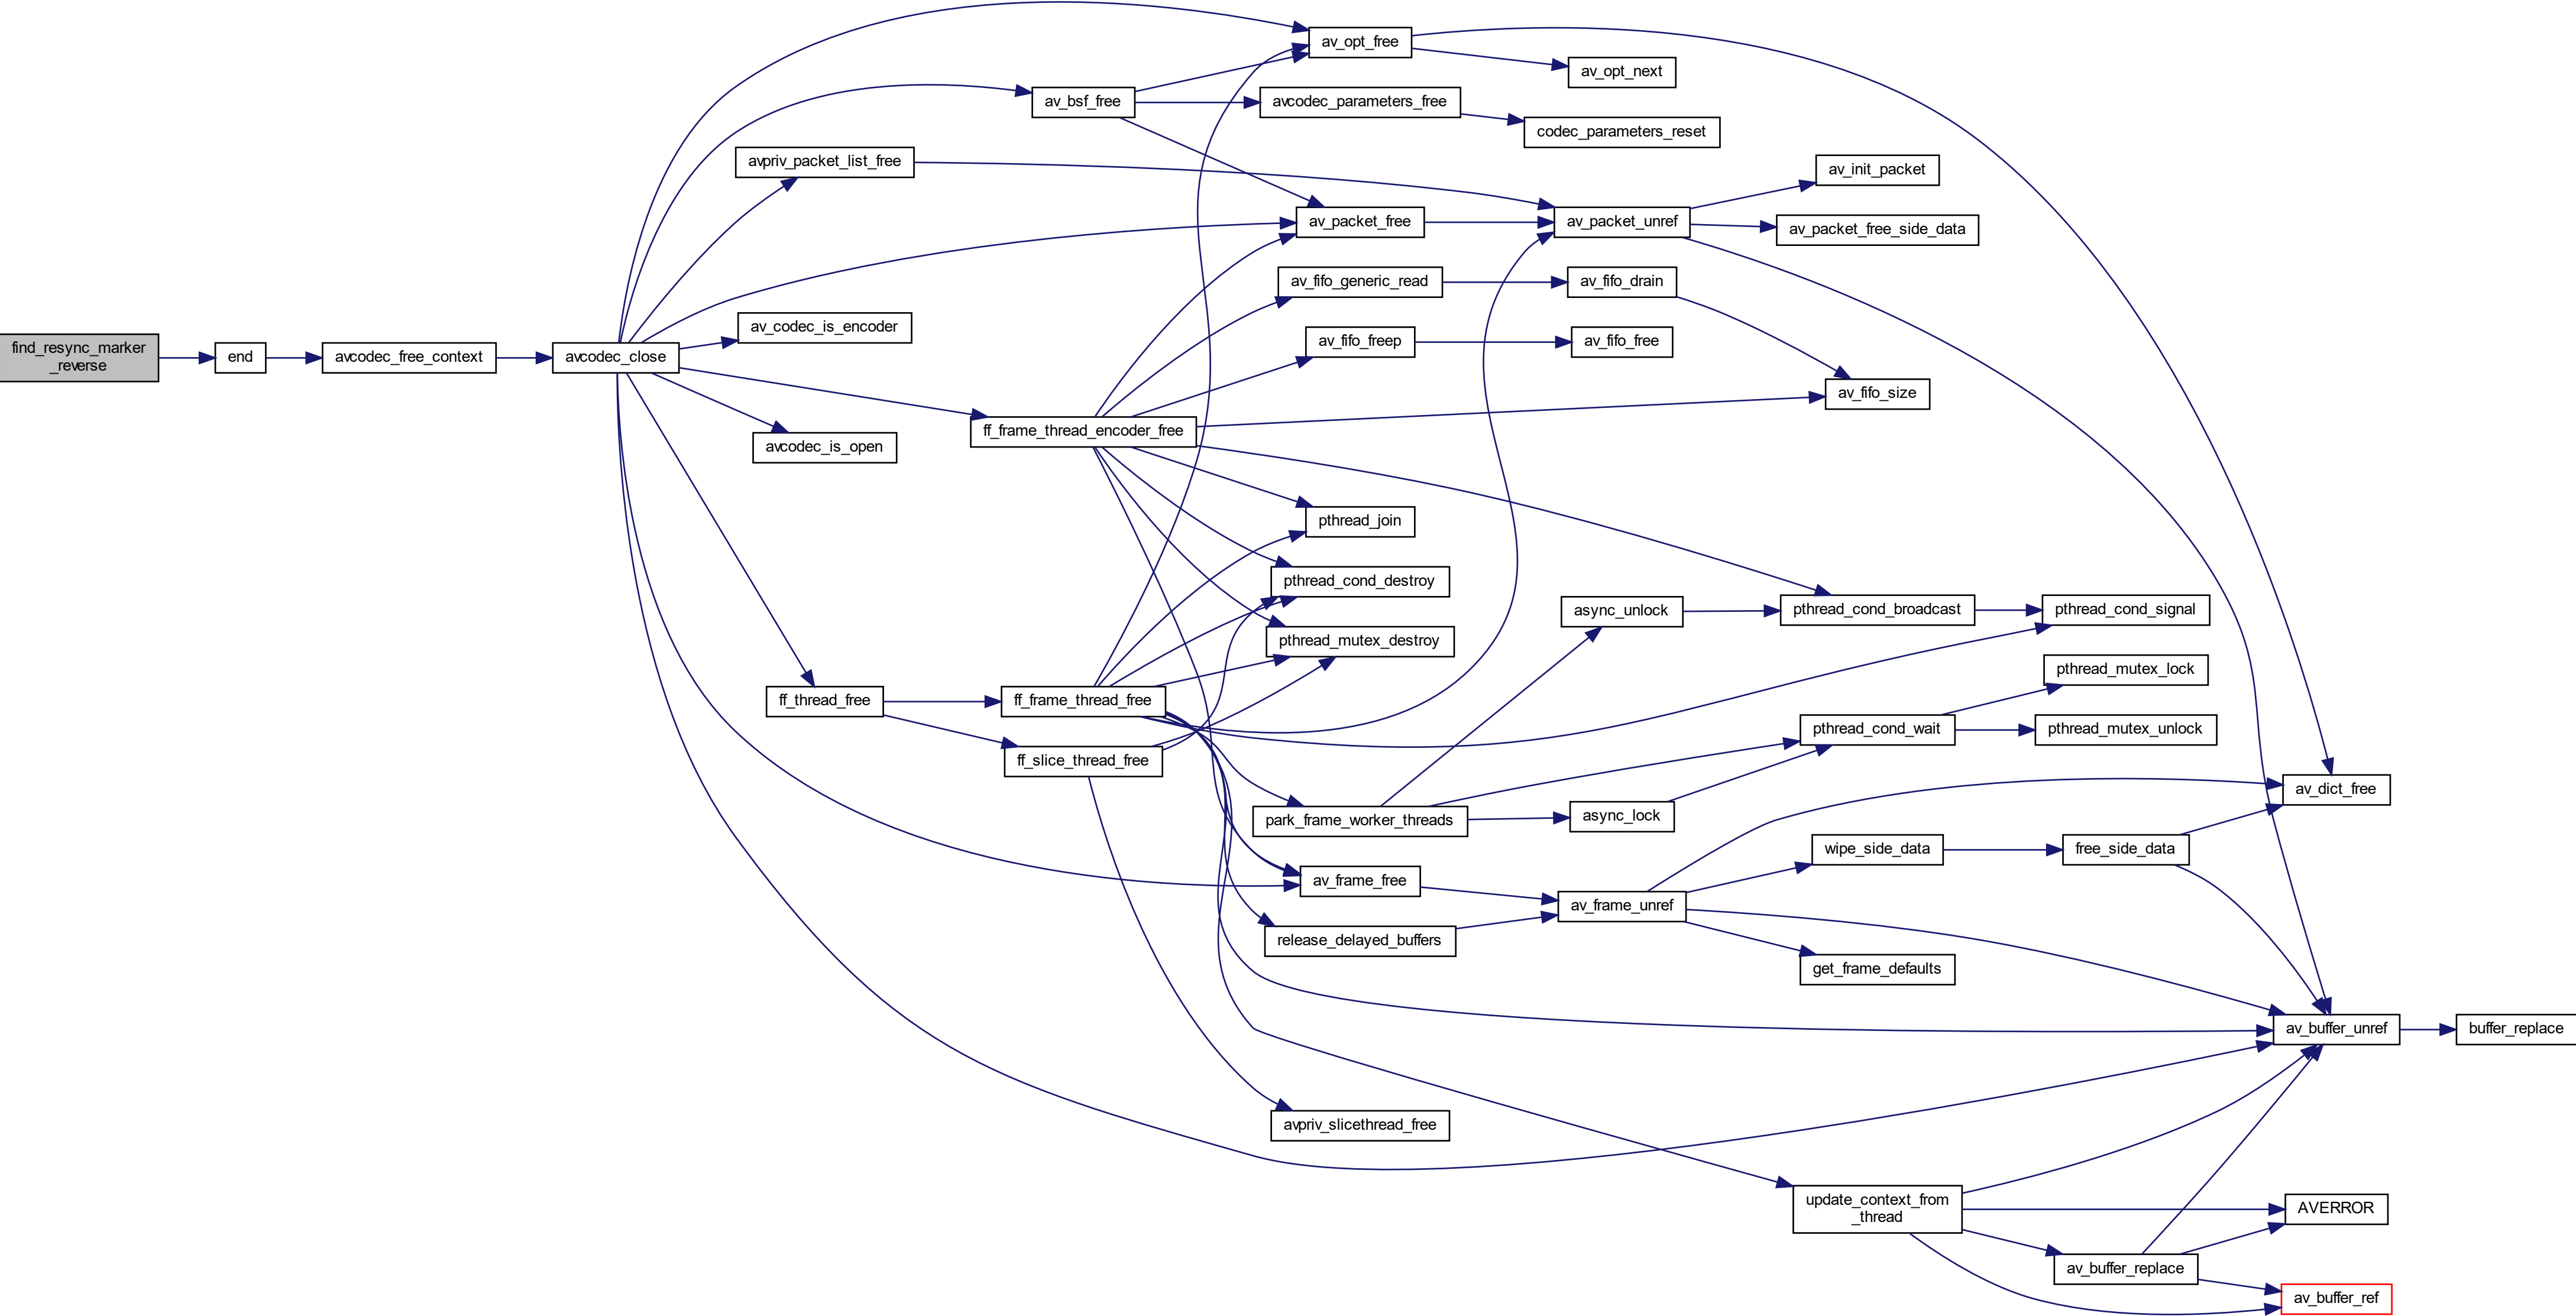 find_resync_marker
_reverse
end
avcodec_free_context
avcodec_close
av_opt_free
av_opt_next
av_bsf_free
avcodec_parameters_free
codec_parameters_reset
avpriv_packet_list_free
av_init_packet
av_packet_free
av_packet_unref
av_packet_free_side_data
av_fifo_generic_read
av_fifo_drain
av_codec_is_encoder
av_fifo_freep
av_fifo_free
av_fifo_size
ff_frame_thread_encoder_free
avcodec_is_open
pthread_join
pthread_cond_destroy
async_unlock
pthread_cond_broadcast
pthread_cond_signal
pthread_mutex_destroy
pthread_mutex_lock
ff_thread_free
ff_frame_thread_free
pthread_cond_wait
pthread_mutex_unlock
ff_slice_thread_free
av_dict_free
park_frame_worker_threads
async_lock
wipe_side_data
free_side_data
av_frame_free
av_frame_unref
release_delayed_buffers
get_frame_defaults
av_buffer_unref
buffer_replace
avpriv_slicethread_free
update_context_from
_thread
AVERROR
av_buffer_replace
av_buffer_ref